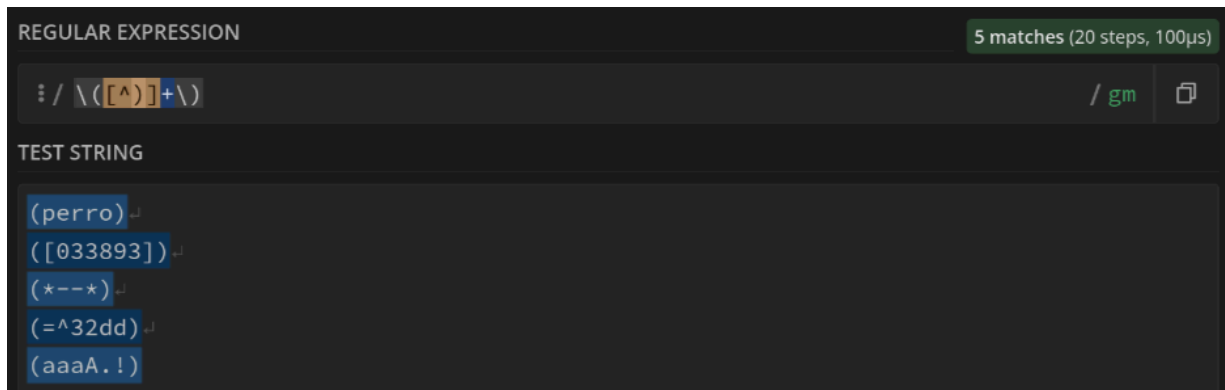 REGULAR EXPRESSION
5 matches (20 steps, 100μs)
/ \([^)]+\) / gm
TEST STRING
(perro)↵
([033893])↵
(*--*)↵
(=^32dd)↵
(aaaA.!)